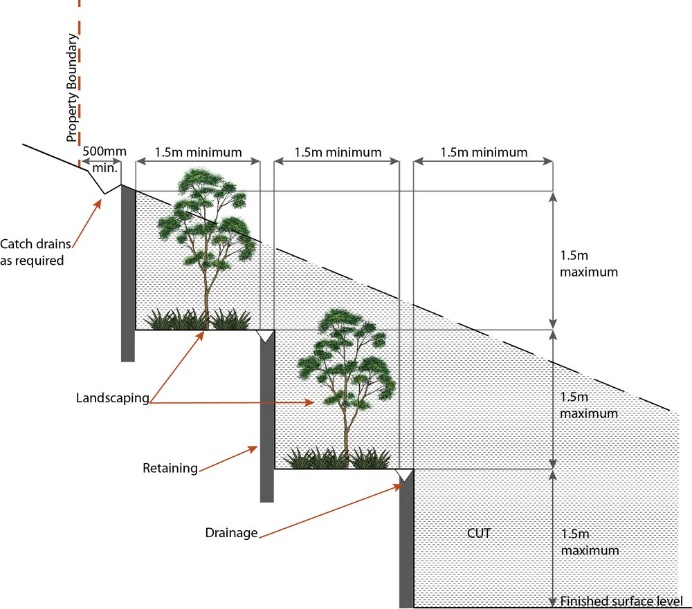 Property Boundary
500mm
min.
1.5m minimum
1.5m minimum
1.5m minimum
Catch drains
as required
1.5m
maximum
Landscaping
1.5m
maximum
Retaining
Drainage
CUT
1.5m
maximum
Finished surface level